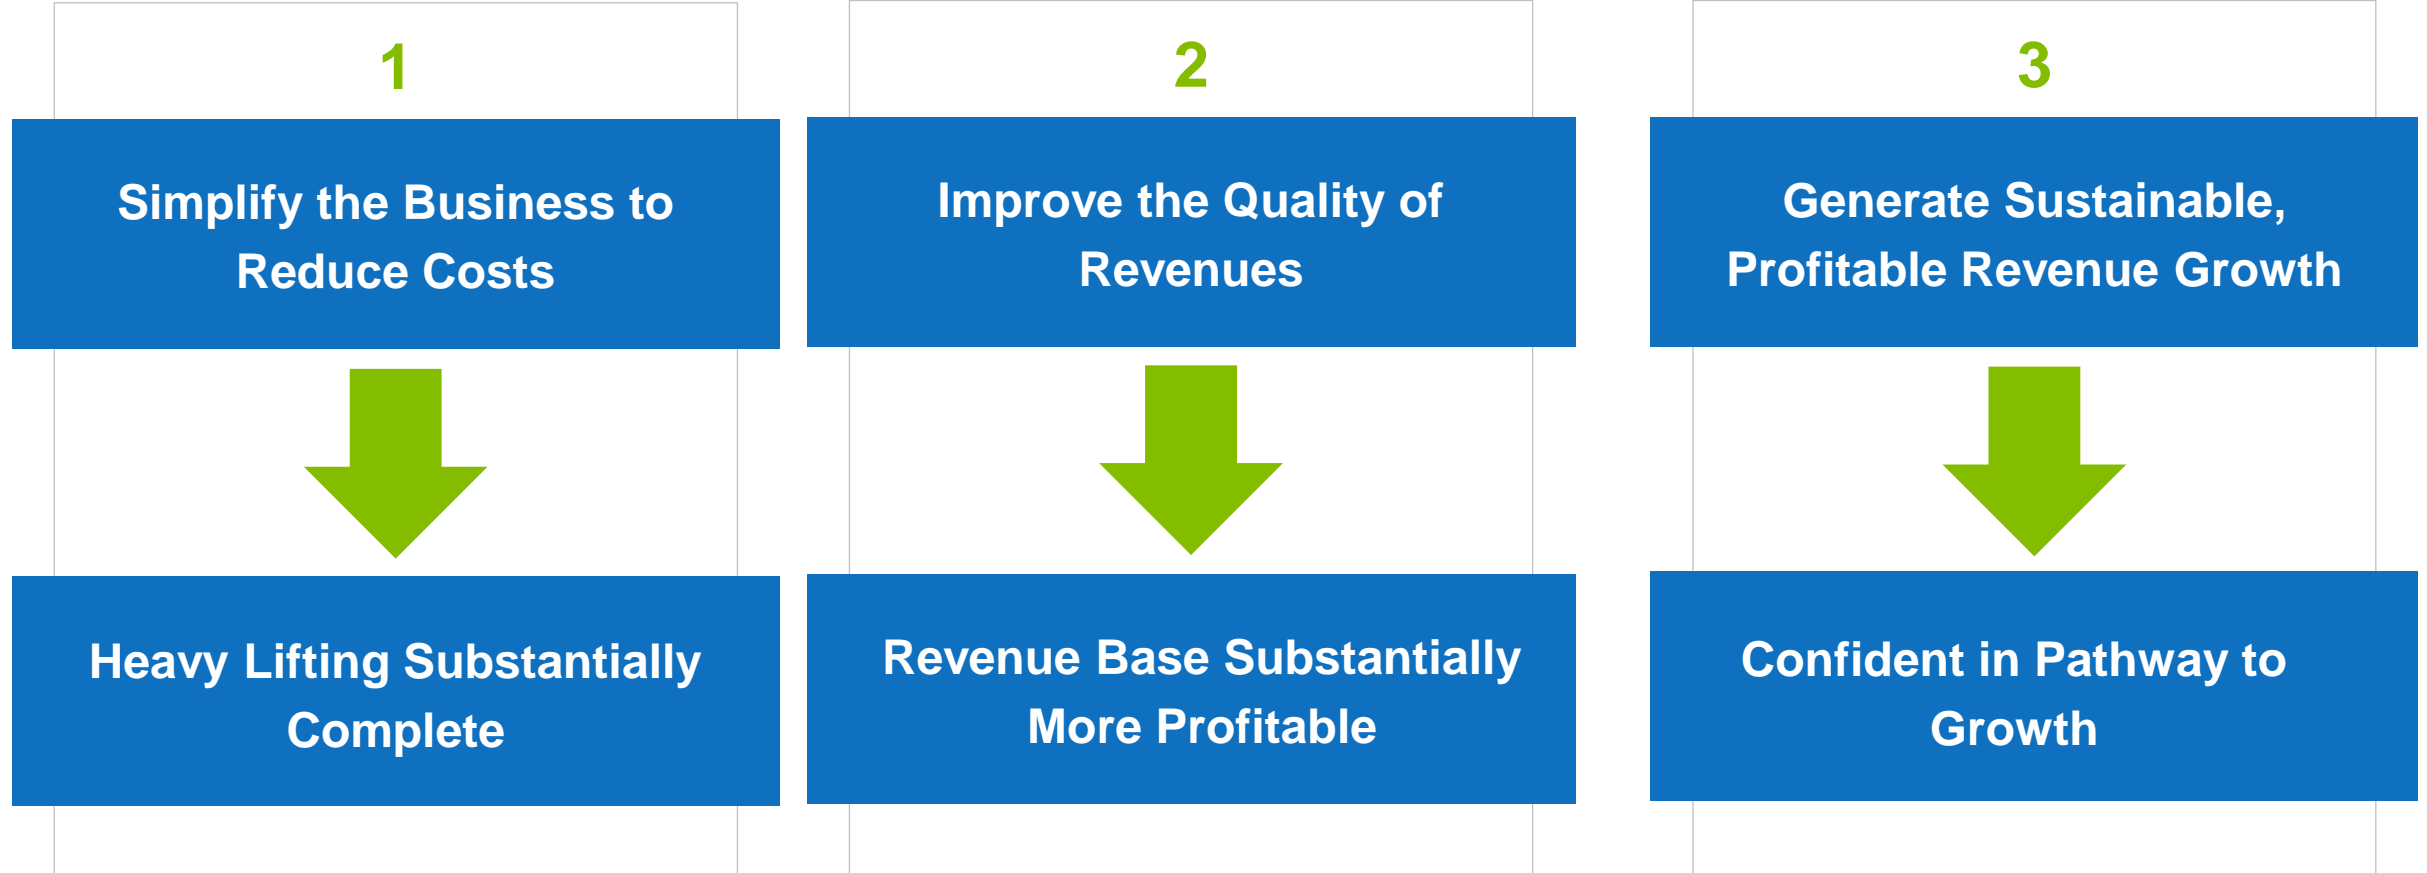 1
Simplify the Business to
Reduce Costs
Heavy Lifting Substantially
Complete
2
Improve the Quality of
Revenues
Revenue Base Substantially
More Profitable
3
Generate Sustainable,
Profitable Revenue Growth
Confident in Pathway to
Growth